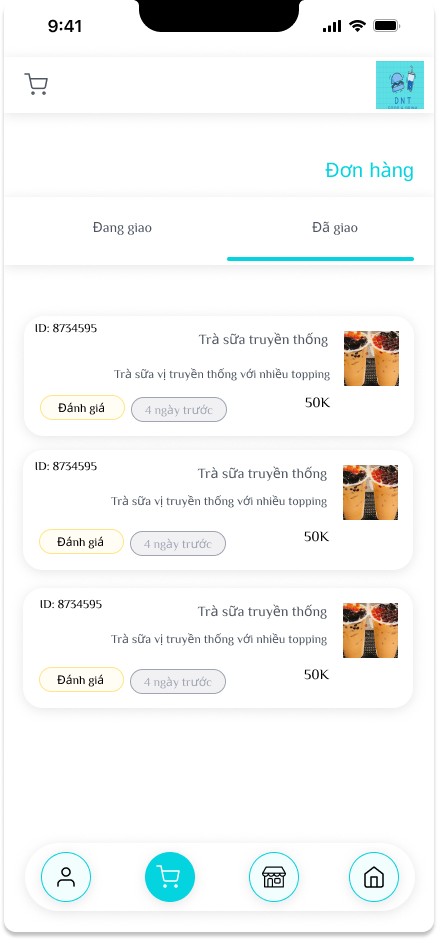 9:41
DNT
Đơn hàng
Đang giao
Đã giao
ID: 8734595
Trà sữa truyền thống
Trà sữa vị truyền thống với nhiều topping
Đánh giá
4 ngày trước
50K
ID: 8734595
Trà sữa truyền thống
Trà sữa vị truyền thống với nhiều topping
Đánh giá
4 ngày trước
50K
ID: 8734595
Trà sữa truyền thống
Trà sữa vị truyền thống với nhiều topping
Đánh giá
4 ngày trước
50K